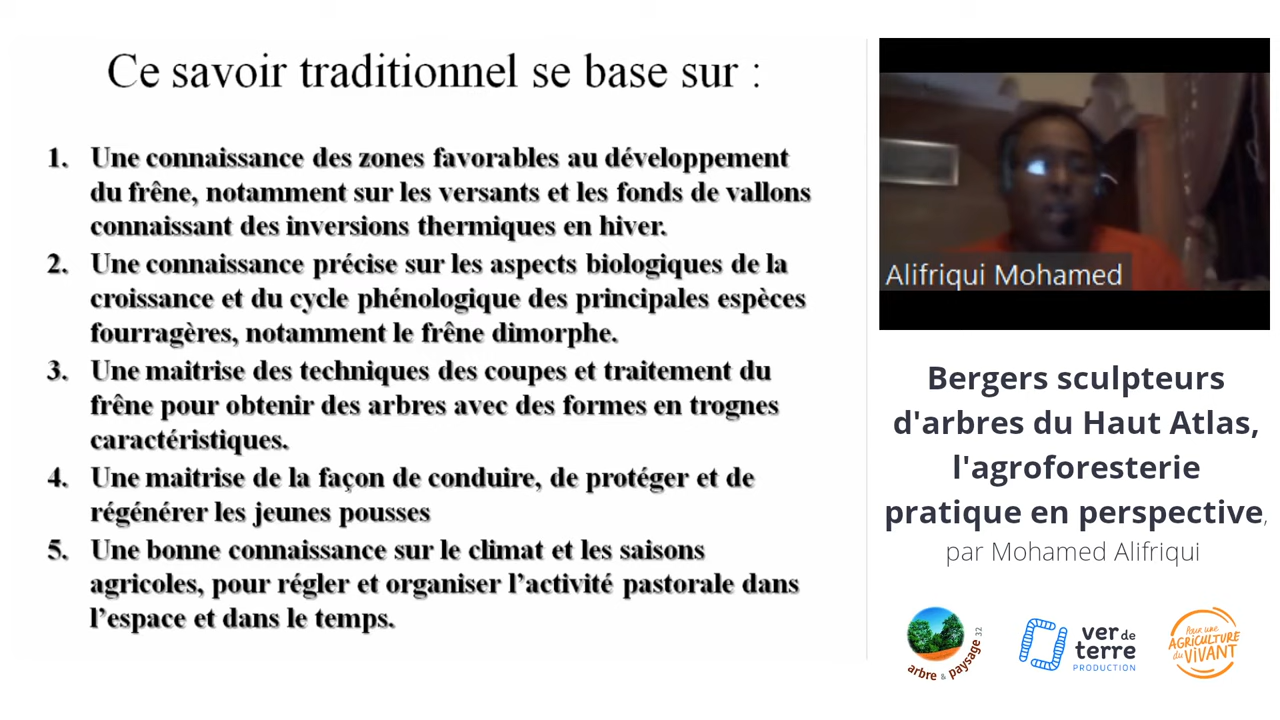 Ce savoir traditionnel se base sur :
1. Une connaissance des zones favorables au développement
du frêne, notamment sur les versants et les fonds de vallons
connaissant des inversions thermiques en hiver.
2. Une connaissance précise sur les aspects biologiques de la
croissance et du cycle phénologique des principales espèces
fourragères, notamment le frêne dimorphe.
3. Une maitrise des techniques des coupes et traitement du
frêne pour obtenir des arbres avec des formes en trognes
caractéristiques.
4. Une maitrise de la façon de conduire, de protéger et de
régénérer les jeunes pousses
5. Une bonne connaissance sur le climat et les saisons
agricoles, pour régler et organiser l’activité pastorale dans
l’espace et dans le temps.
Alifriqui Mohamed
Bergers sculpteurs
d'arbres du Haut Atlas,
l'agroforesterie
pratique en perspective,
par Mohamed Alifriqui
arbre & paysage 32
ver de
terre
PRODUCTION
Pour une
AGRICULTURE
du VIVANT